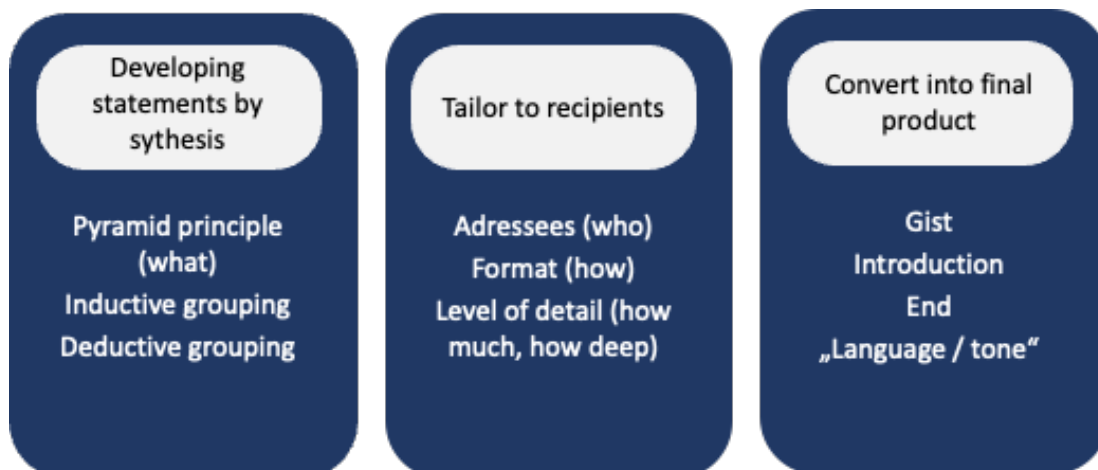 Developing
statements by
sythesis
Pyramid principle
(what)
Inductive grouping
Deductive grouping
Tailor to recipients
Adressees (who)
Format (how)
Level of detail (how
much, how deep)
Convert into final
product
Gist
Introduction
End
„Language / tone“